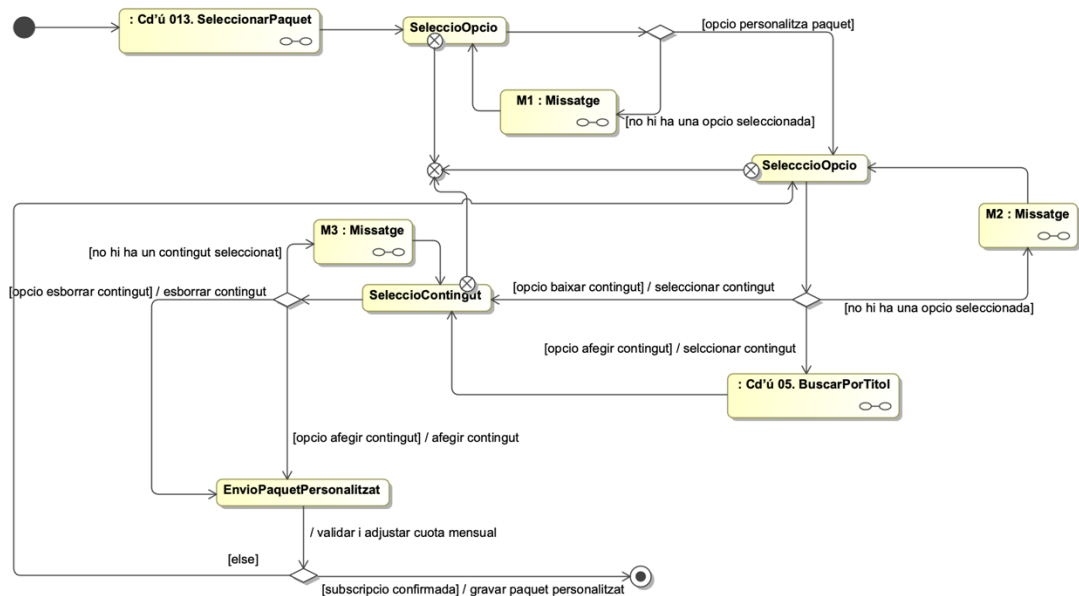 : Cd'ú 013. SeleccionarPaquet
SeleccioOpcio
[opcio personalitza paquet]
M1 : Missatge
[no hi ha una opcio seleccionada]
SelecccioOpcio
M2 : Missatge
M3 : Missatge
[no hi ha un contingut seleccionat]
[opcio esborrar contingut] / esborrar contingut
SeleccioContingut
[opcio baixar contingut] / seleccionar contingut
[no hi ha una opcio seleccionada]
[opcio afegir contingut] / selccionar contingut
: Cd'ú 05. BuscarPorTitol
[opcio afegir contingut] / afegir contingut
EnvioPaquetPersonalitzat
/ validar i adjustar cuota mensual
[else]
[subscripcio confirmada] / gravar paquet personalitzat